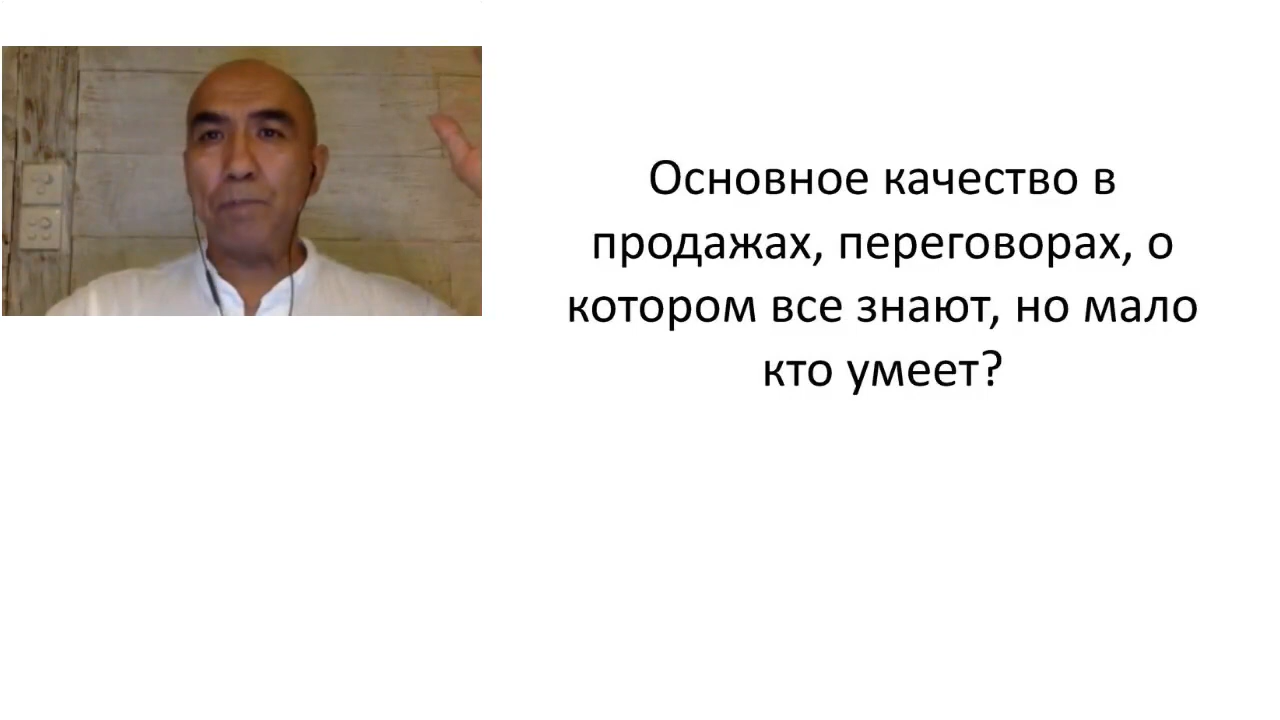 Основное качество в
продажах, переговорах, о
котором все знают, но мало
кто умеет?